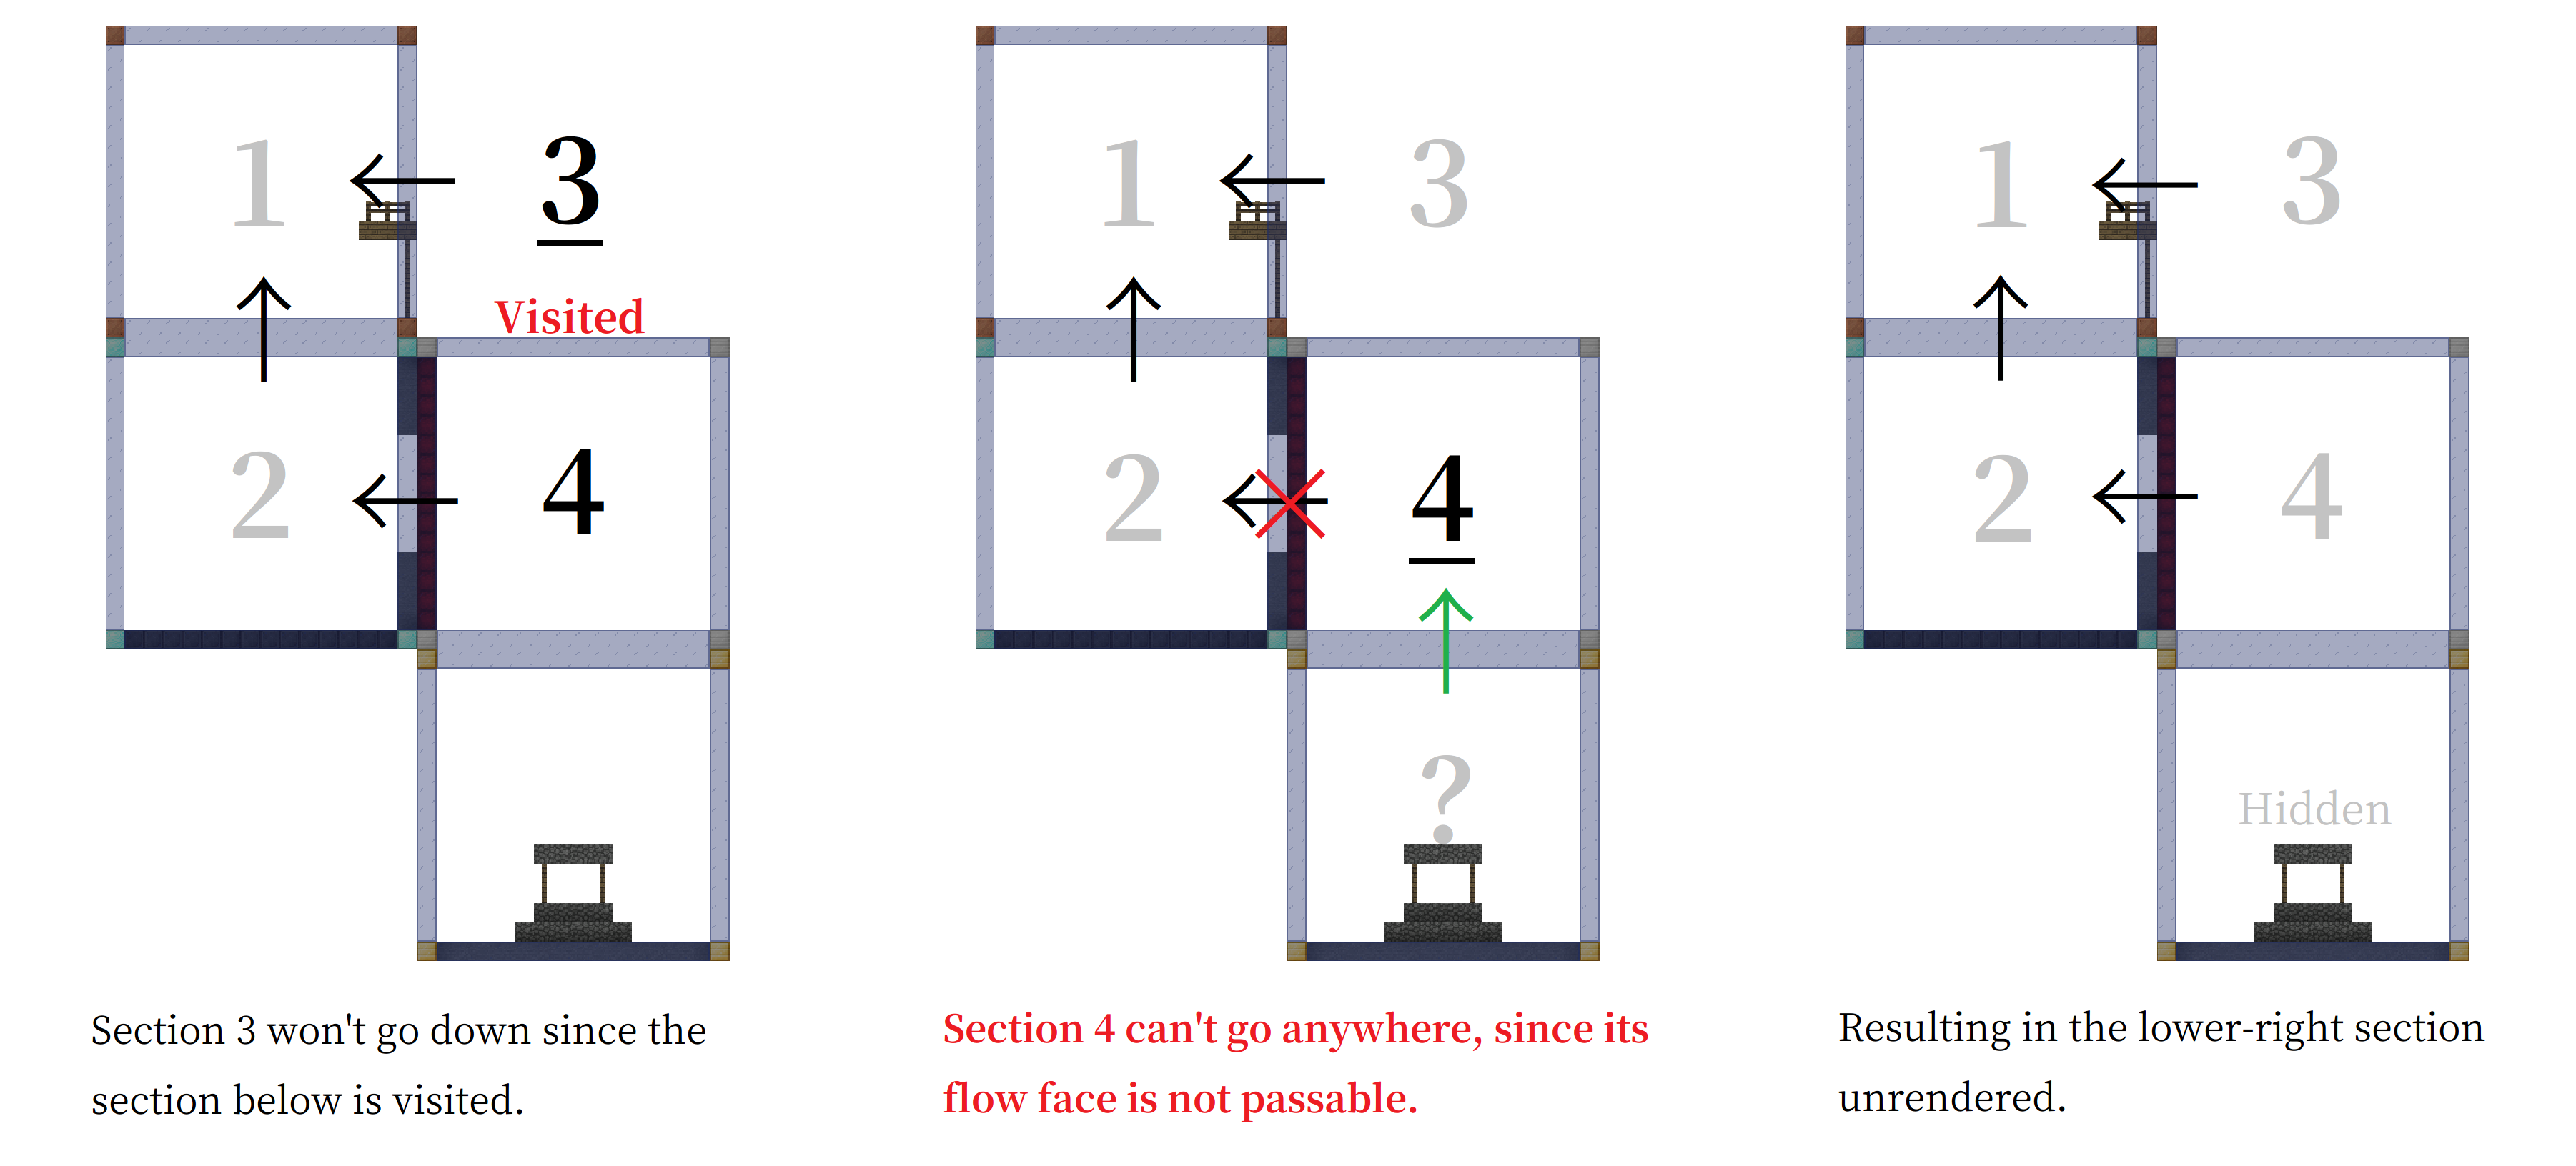 1
3
Visited
2
4
Section 3 won't go down since the
section below is visited.
1
3
2
4
?
Section 4 can't go anywhere, since its
flow face is not passable.
1
3
2
4
Hidden
Resulting in the lower-right section
unrendered.